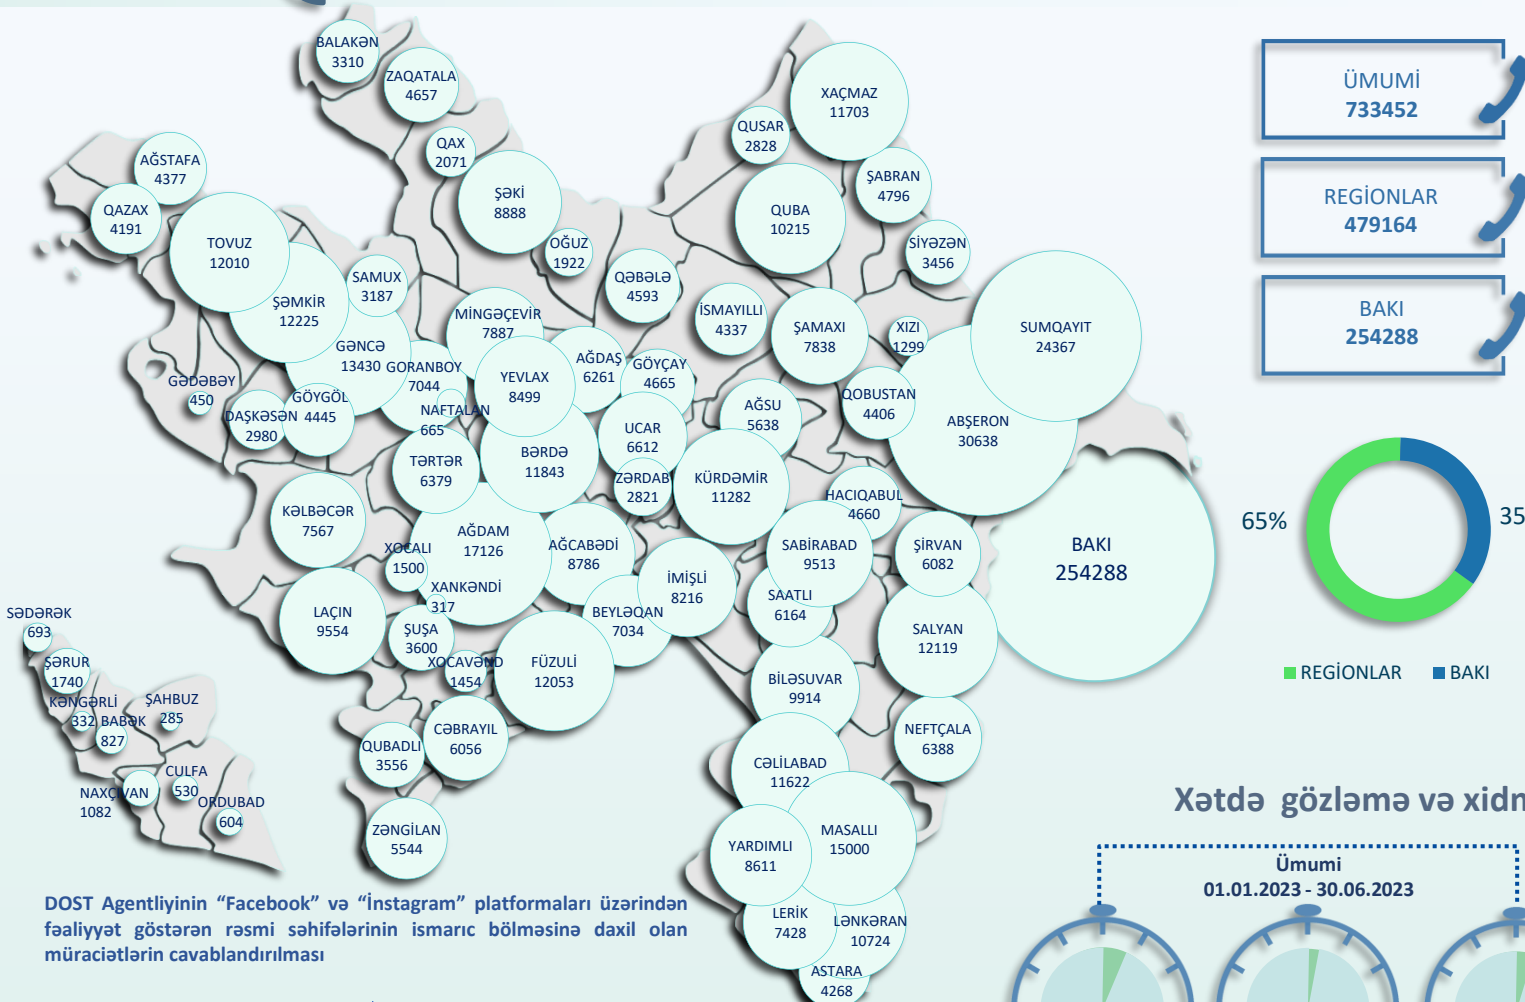 BALAKƏN
3310
ZAQATALA
4657
QAX
2071
XAÇMAZ
11703
QUSAR
2828
AĞSTAFA
4377
QAZAX
4191
ŞƏKİ
8888
QUBA
10215
ŞABRAN
4796
TOVUZ
12010
OĞUZ
1922
SİYƏZƏN
3456
SAMUX
3187
QƏBƏLƏ
4593
ŞƏMKİR
12225
MİNGƏÇEVİR
7887
İSMAYILLI
4337
ŞAMAXI
7838
XIZI
1299
SUMQAYIT
24367
GƏNCƏ
13430
GORANBOY
7044
YEVLAX
8499
AĞDAŞ
6261
GÖYÇAY
4665
GƏDƏBƏY
450
DAŞKƏSƏN
2980
GÖYGÖL
4445
NAFTALAN
665
AĞSU
5638
QOBUSTAN
4406
ABŞERON
30638
UCAR
6612
TƏRTƏR
6379
BƏRDƏ
11843
ZƏRDAB
2821
KÜRDƏMİR
11282
HACIQABUL
4660
KƏLBƏCƏR
7567
AĞDAM
17126
AĞCABƏDİ
8786
SABİRABAD
9513
ŞİRVAN
6082
BAKI
254288
XOCALI
1500
XANKƏNDİ
317
İMİŞLİ
8216
SAATLI
6164
LAÇIN
9554
ŞUŞA
3600
BEYLƏQAN
7034
SALYAN
12119
XOCAVƏND
1454
FÜZULİ
12053
BİLƏSUVAR
9914
SƏDƏRƏK
693
ŞƏRUR
1740
KƏNGƏRLİ
332
BABƏK
827
ŞAHBUZ
285
CULFA
530
NAXÇIVAN
1082
ORDUBAD
604
QUBADLI
3556
CƏBRAYIL
6056
NEFTÇALA
6388
CƏLİLABAD
11622
ZƏNGİLAN
5544
YARDIMLI
8611
MASALLI
15000
LERİK
7428
LƏNKƏRAN
10724
ASTARA
4268
ÜMUMİ
733452
REGİONLAR
479164
BAKI
254288
65%
35
REGİONLAR
BAKI
DOST Agentliyinin “Facebook” və “İnstagram” platformaları üzərindən
fəaliyyət göstərən rəsmi səhifələrinin ismarıc bölməsinə daxil olan
müraciətlərin cavablandırılması
Xətdə gözləmə və xidm
Ümumi
01.01.2023 - 30.06.2023